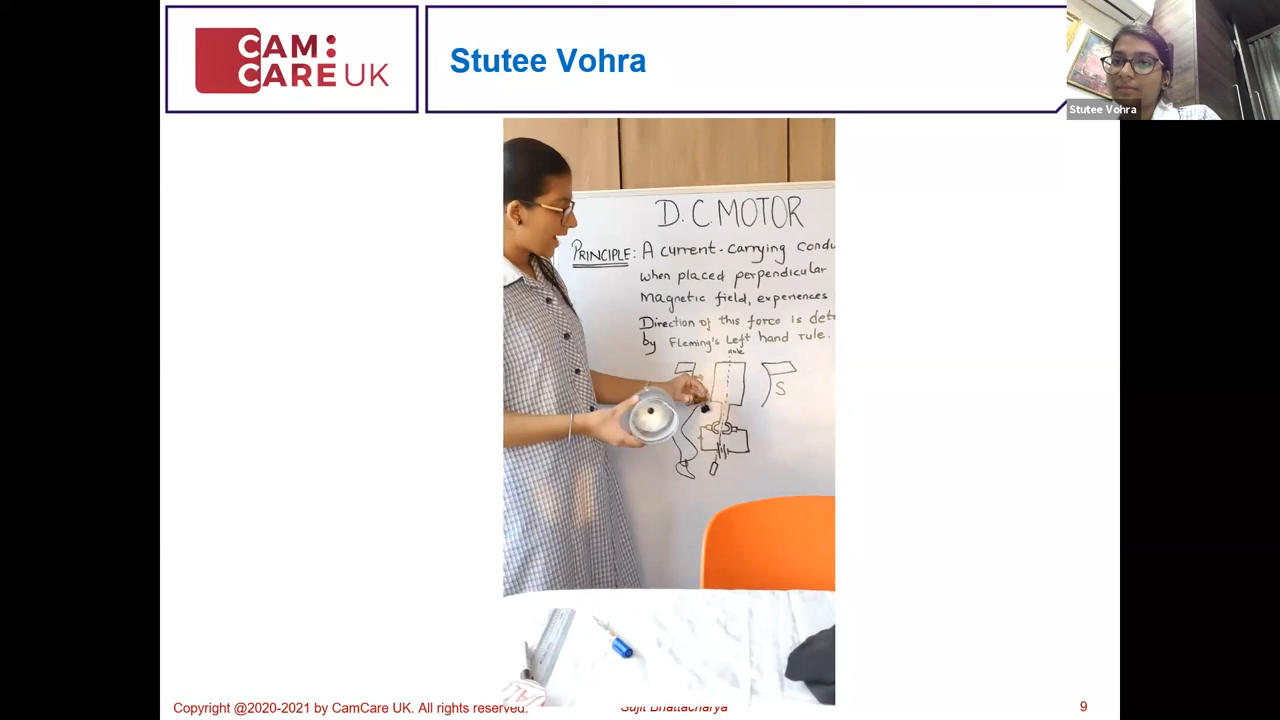 CAM:
CARE UK
Stutee Vohra
Stutee Vohra
D.C. MOTOR
PRINCIPLE: A current-carrying
when placed perpendicular
Magnetic field, experiences
Direction of this force is
by Fleming's Left hand rule.
axle
S
Copyright @2020-2021 by CamCare UK. All rights reserved.
Sujit Bhattacharya
9